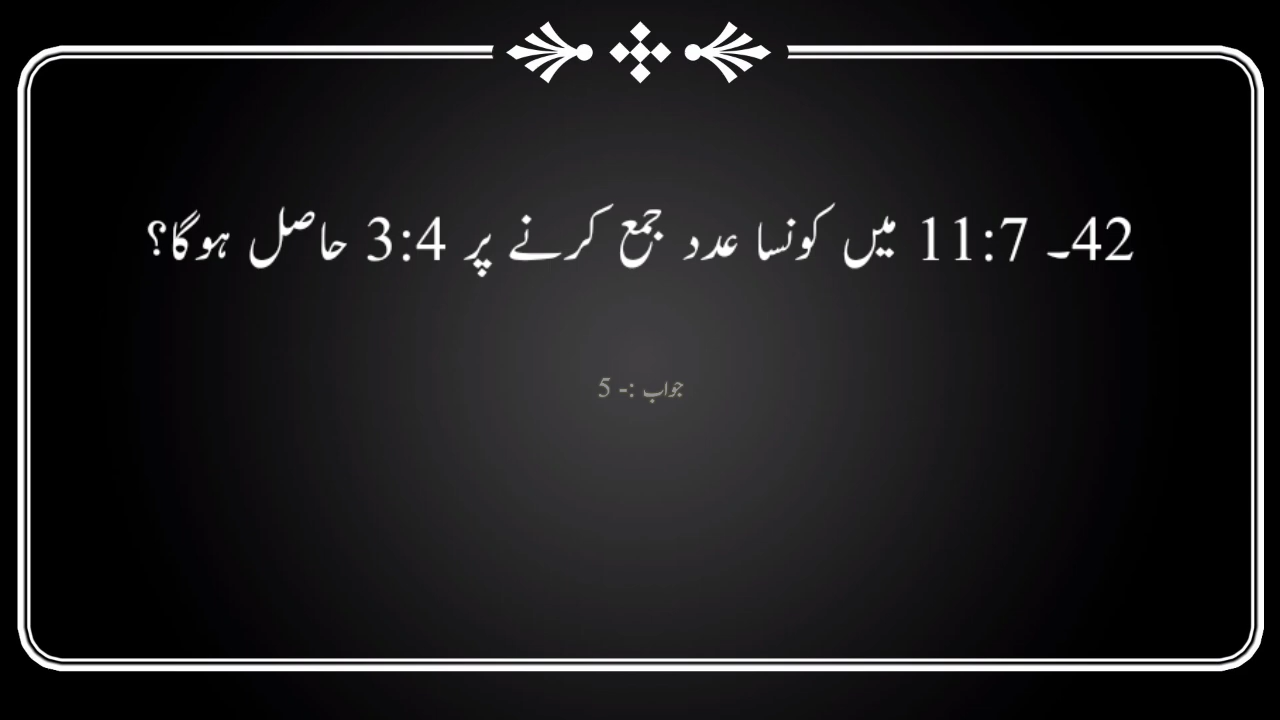 42۔ 11:7 میں کونسا عدد جمع کرنے پر 3:4 حاصل ہوگا؟
جواب :- 5